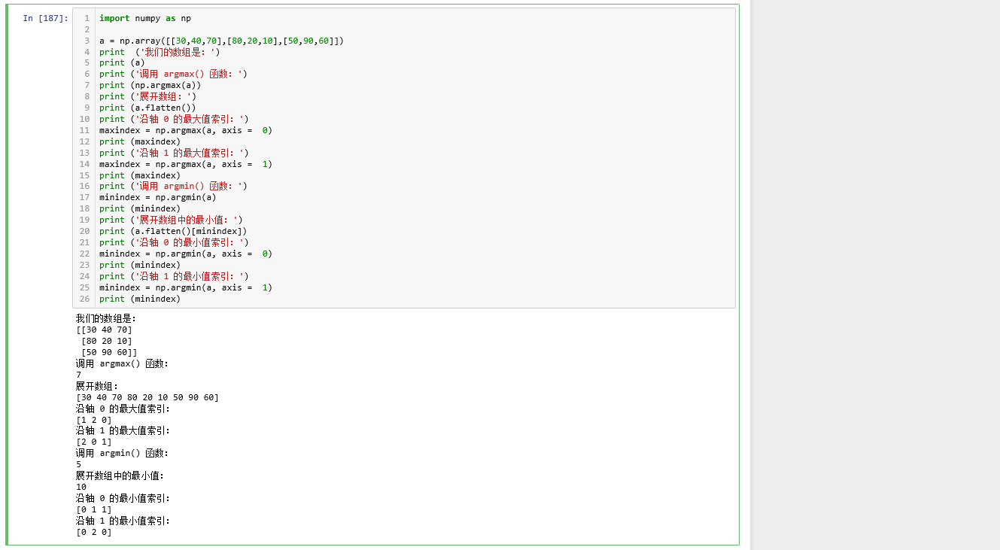 In [187]:
1 import numpy as np
2
3 a = np.array([[30,40,70],[80,20,10],[50,90,60]])
4 print  ('我们的数组是：')
5 print (a)
6 print ('调用 argmax() 函数：')
7 print (np.argmax(a))
8 print ('展开数组：')
9 print (a.flatten())
10 print ('沿轴 0 的最大值索引：')
11 maxindex = np.argmax(a, axis =  0)
12 print (maxindex)
13 print ('沿轴 1 的最大值索引：')
14 maxindex = np.argmax(a, axis =  1)
15 print (maxindex)
16 print ('调用 argmin() 函数：')
17 minindex = np.argmin(a)
18 print (minindex)
19 print ('展开数组中的最小值：')
20 print (a.flatten()[minindex])
21 print ('沿轴 0 的最小值索引：')
22 minindex = np.argmin(a, axis =  0)
23 print (minindex)
24 print ('沿轴 1 的最小值索引：')
25 minindex = np.argmin(a, axis =  1)
26 print (minindex)
我们的数组是：
[[30 40 70]
 [80 20 10]
 [50 90 60]]
调用 argmax() 函数：
7
展开数组：
[30 40 70 80 20 10 50 90 60]
沿轴 0 的最大值索引：
[1 2 0]
沿轴 1 的最大值索引：
[2 0 1]
调用 argmin() 函数：
5
展开数组中的最小值：
10
沿轴 0 的最小值索引：
[0 1 1]
沿轴 1 的最小值索引：
[0 2 0]